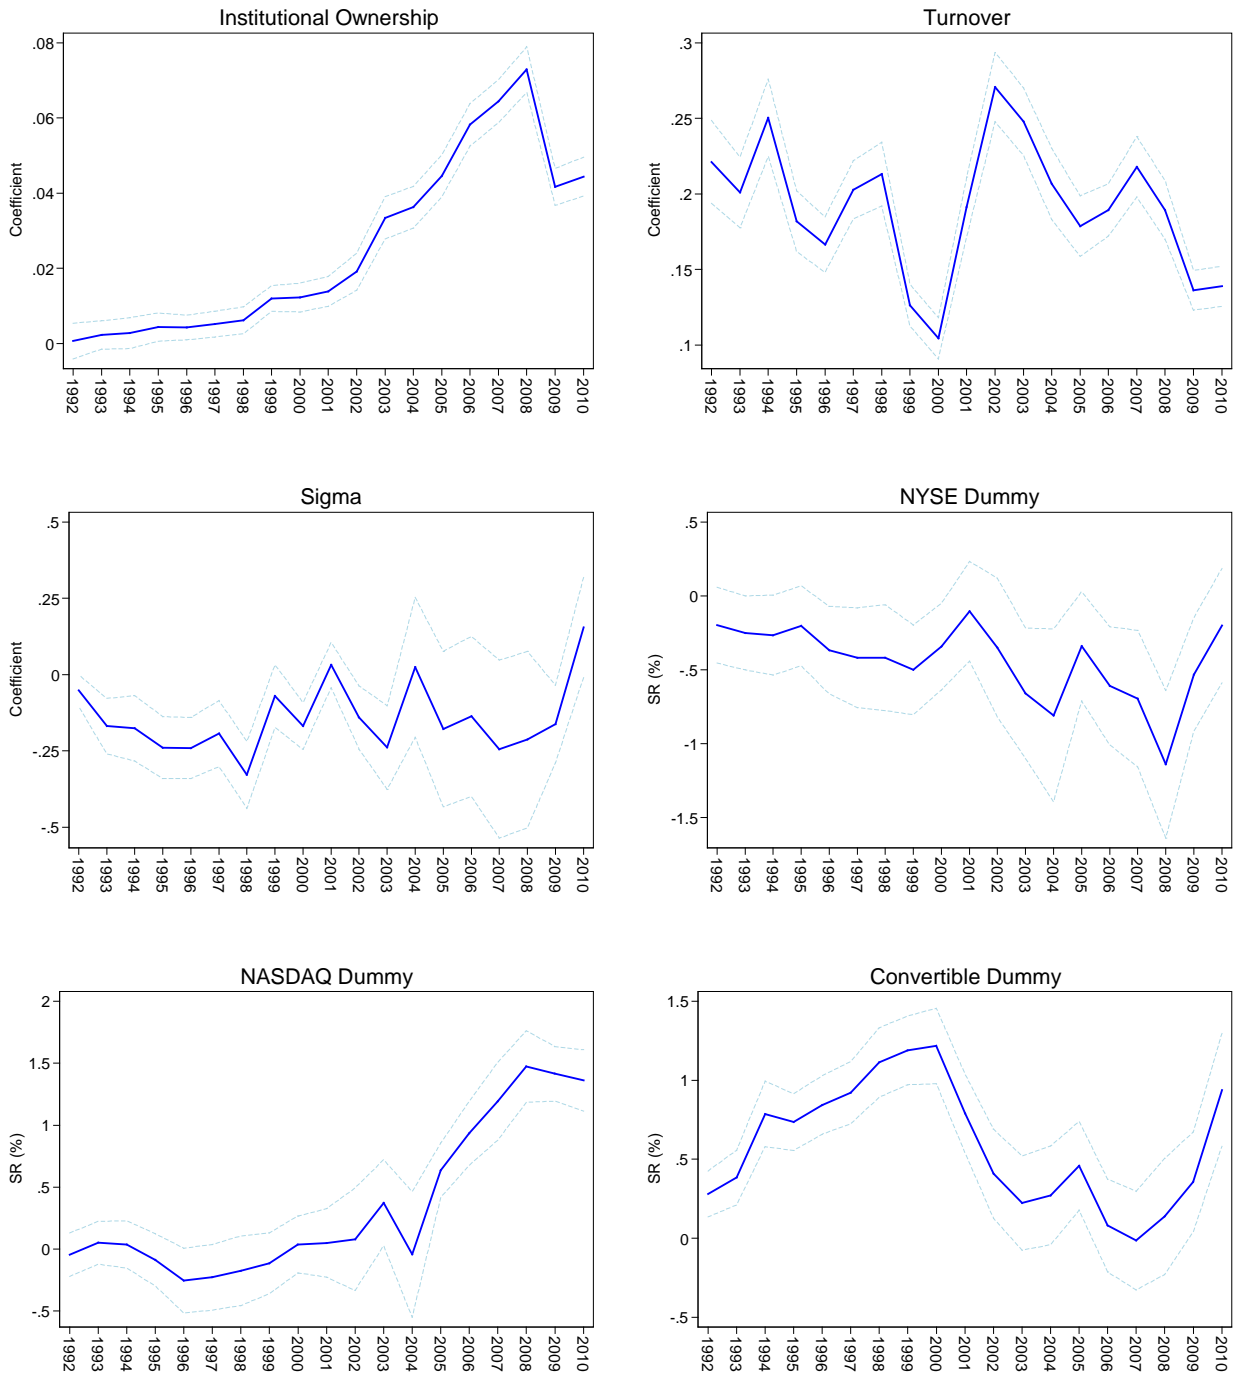 Institutional Ownership
Coefficient
.08
.06
.04
.02
0
1992 1993 1994 1995 1996 1997 1998 1999 2000 2001 2002 2003 2004 2005 2006 2007 2008 2009 2010
Turnover
Coefficient
.3
.25
.2
.15
.1
1992 1993 1994 1995 1996 1997 1998 1999 2000 2001 2002 2003 2004 2005 2006 2007 2008 2009 2010
Sigma
Coefficient
.5
.25
0
-.25
-.5
1992 1993 1994 1995 1996 1997 1998 1999 2000 2001 2002 2003 2004 2005 2006 2007 2008 2009 2010
NYSE Dummy
SR (%)
.5
0
-.5
-1
-1.5
1992 1993 1994 1995 1996 1997 1998 1999 2000 2001 2002 2003 2004 2005 2006 2007 2008 2009 2010
NASDAQ Dummy
SR (%)
2
1.5
1
.5
0
-.5
1992 1993 1994 1995 1996 1997 1998 1999 2000 2001 2002 2003 2004 2005 2006 2007 2008 2009 2010
Convertible Dummy
SR (%)
1.5
1
.5
0
-.5
1992 1993 1994 1995 1996 1997 1998 1999 2000 2001 2002 2003 2004 2005 2006 2007 2008 2009 2010